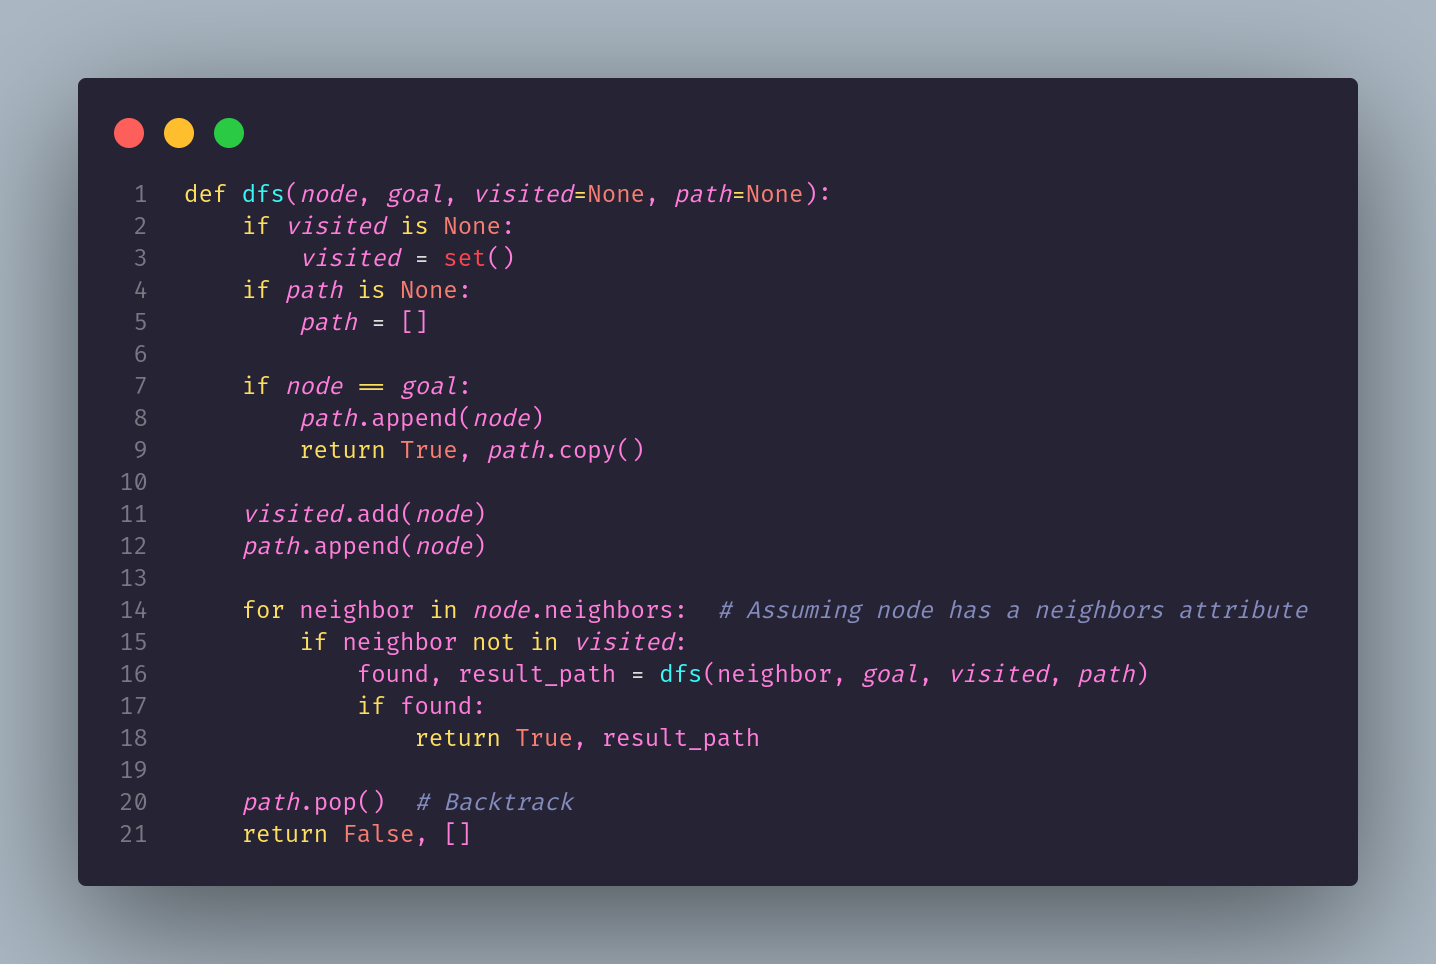 1 def dfs(node, goal, visited=None, path=None):
2     if visited is None:
3         visited = set()
4     if path is None:
5         path = []
6
7     if node == goal:
8         path.append(node)
9         return True, path.copy()
10
11     visited.add(node)
12     path.append(node)
13
14     for neighbor in node.neighbors:  # Assuming node has a neighbors attribute
15         if neighbor not in visited:
16             found, result_path = dfs(neighbor, goal, visited, path)
17             if found:
18                 return True, result_path
19
20     path.pop()  # Backtrack
21     return False, []